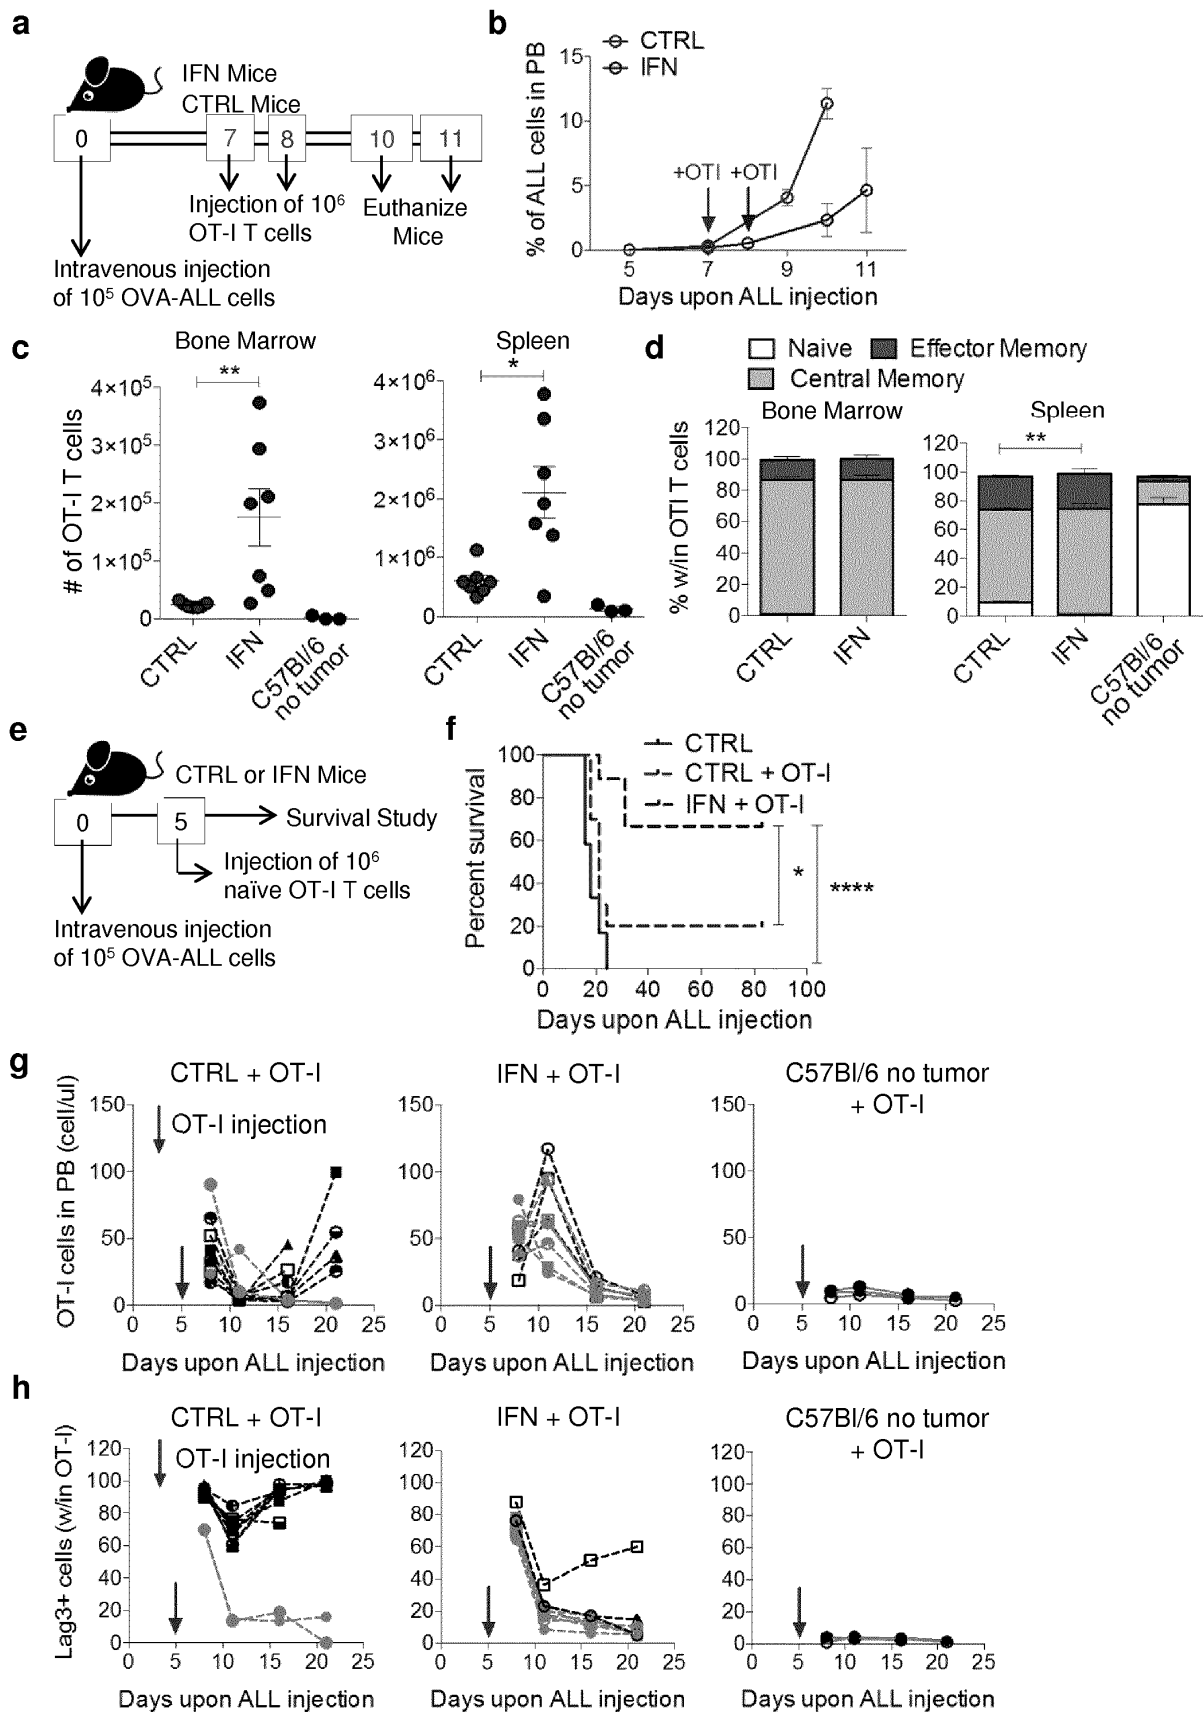 a
IFN Mice
CTRL Mice
0 7 8 10 11
Injection of 10⁶
OT-I T cells
Euthanize
Mice
Intravenous injection
of 10⁵ OVA-ALL cells
b
CTRL
IFN
% of ALL cells in PB
15
10
5
0
+OTI +OTI
5 7 9 11
Days upon ALL injection
c
Bone Marrow
# of OT-I T cells
4×10⁵
3×10⁵
2×10⁵
1×10⁵
0
**
CTRL
IFN
C57Bl/6
no tumor
Spleen
4×10⁶
3×10⁶
2×10⁶
1×10⁶
0
*
CTRL
IFN
C57Bl/6
no tumor
d
Naive Effector Memory
Central Memory
Bone Marrow
% w/in OTI T cells
120
100
80
60
40
20
0
CTRL
IFN
Spleen
120
100
80
60
40
20
0
**
CTRL
IFN
C57Bl/6
no tumor
e
CTRL or IFN Mice
0 5
Survival Study
Injection of 10⁶
naïve OT-I T cells
Intravenous injection
of 10⁵ OVA-ALL cells
f
CTRL
CTRL + OT-I
IFN + OT-I
Percent survival
100
80
60
40
20
0
*
****
0 20 40 60 80 100
Days upon ALL injection
g
CTRL + OT-I
OT-I injection
OT-I cells in PB (cell/ul)
150
100
50
0
0 5 10 15 20 25
Days upon ALL injection
IFN + OT-I
150
100
50
0
0 5 10 15 20 25
Days upon ALL injection
C57Bl/6 no tumor
+ OT-I
150
100
50
0
0 5 10 15 20 25
Days upon ALL injection
h
CTRL + OT-I
OT-I injection
Lag3+ cells (w/in OT-I)
120
100
80
60
40
20
0
0 5 10 15 20 25
Days upon ALL injection
IFN + OT-I
120
100
80
60
40
20
0
0 5 10 15 20 25
Days upon ALL injection
C57Bl/6 no tumor
+ OT-I
120
100
80
60
40
20
0
0 5 10 15 20 25
Days upon ALL injection